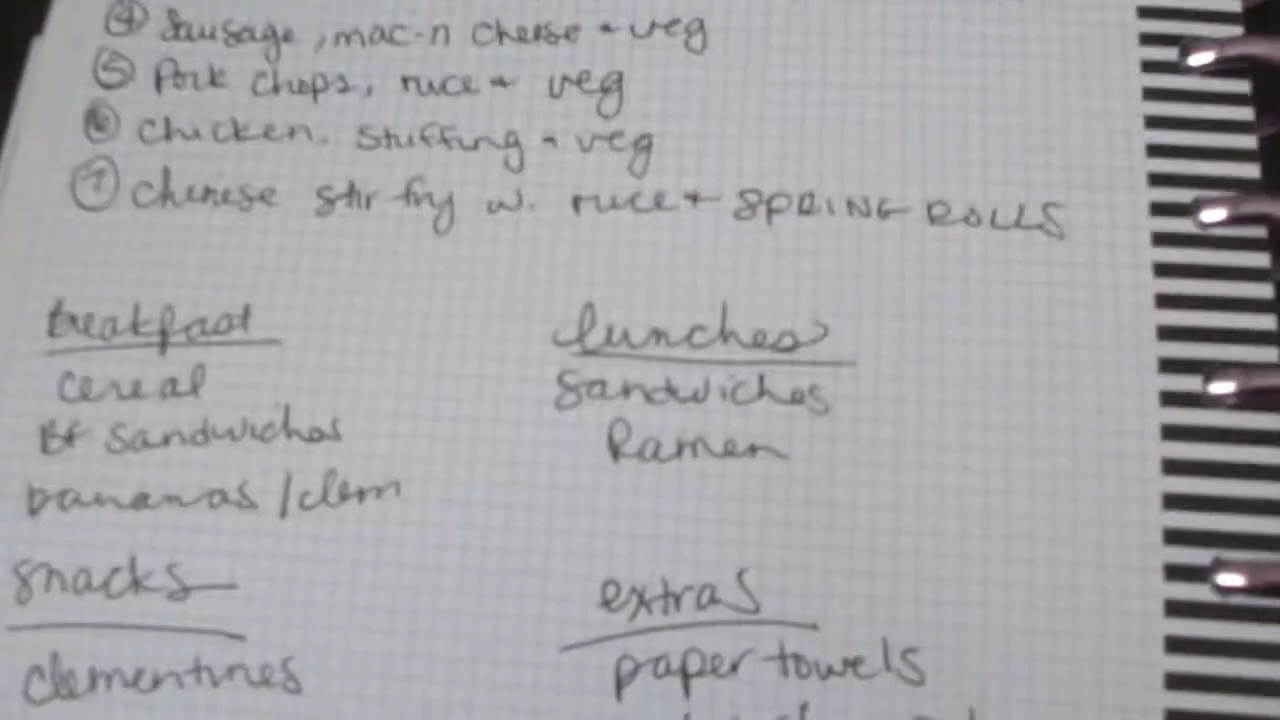 ④ Sausage, mac-n cheese + veg
⑤ Pork chops, rice + veg
⑥ Chicken. Stuffing + veg
⑦ Chinese stir fry w. rice + SPRING ROLLS
breakfast
cereal
Bf Sandwiches
bananas / clem
lunches
Sandwiches
Ramen
snacks
clementines
extras
paper towels